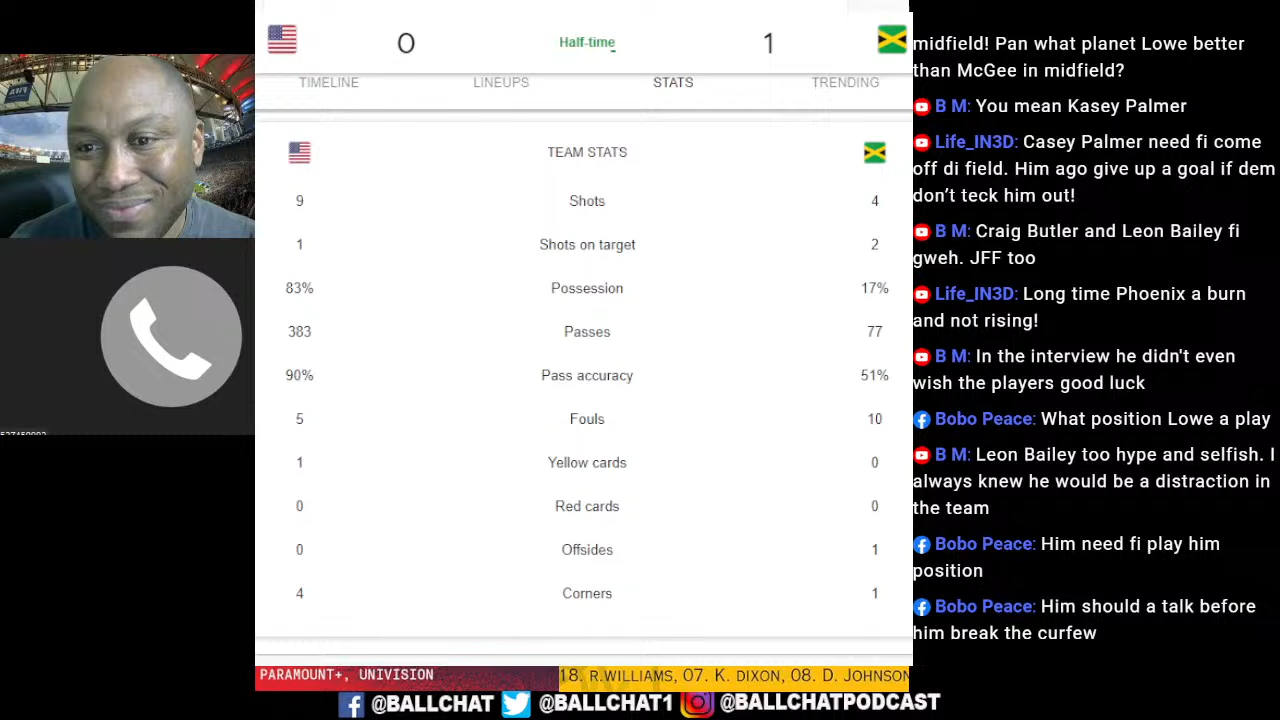 0 Half-time 1
TIMELINE LINEUPS STATS TRENDING
TEAM STATS
9 Shots 4
1 Shots on target 2
83% Possession 17%
383 Passes 77
90% Pass accuracy 51%
5 Fouls 10
1 Yellow cards 0
0 Red cards 0
0 Offsides 1
4 Corners 1
midfield! Pan what planet Lowe better
than McGee in midfield?
B M: You mean Kasey Palmer
Life_IN3D: Casey Palmer need fi come
off di field. Him ago give up a goal if dem
don’t teck him out!
B M: Craig Butler and Leon Bailey fi
gweh. JFF too
Life_IN3D: Long time Phoenix a burn
and not rising!
B M: In the interview he didn't even
wish the players good luck
Bobo Peace: What position Lowe a play
B M: Leon Bailey too hype and selfish. I
always knew he would be a distraction in
the team
Bobo Peace: Him need fi play him
position
Bobo Peace: Him should a talk before
him break the curfew
PARAMOUNT+, UNIVISION
18. R.WILLIAMS, 07. K. DIXON, 08. D. JOHNSON
@BALLCHAT @BALLCHAT1 @BALLCHATPODCAST